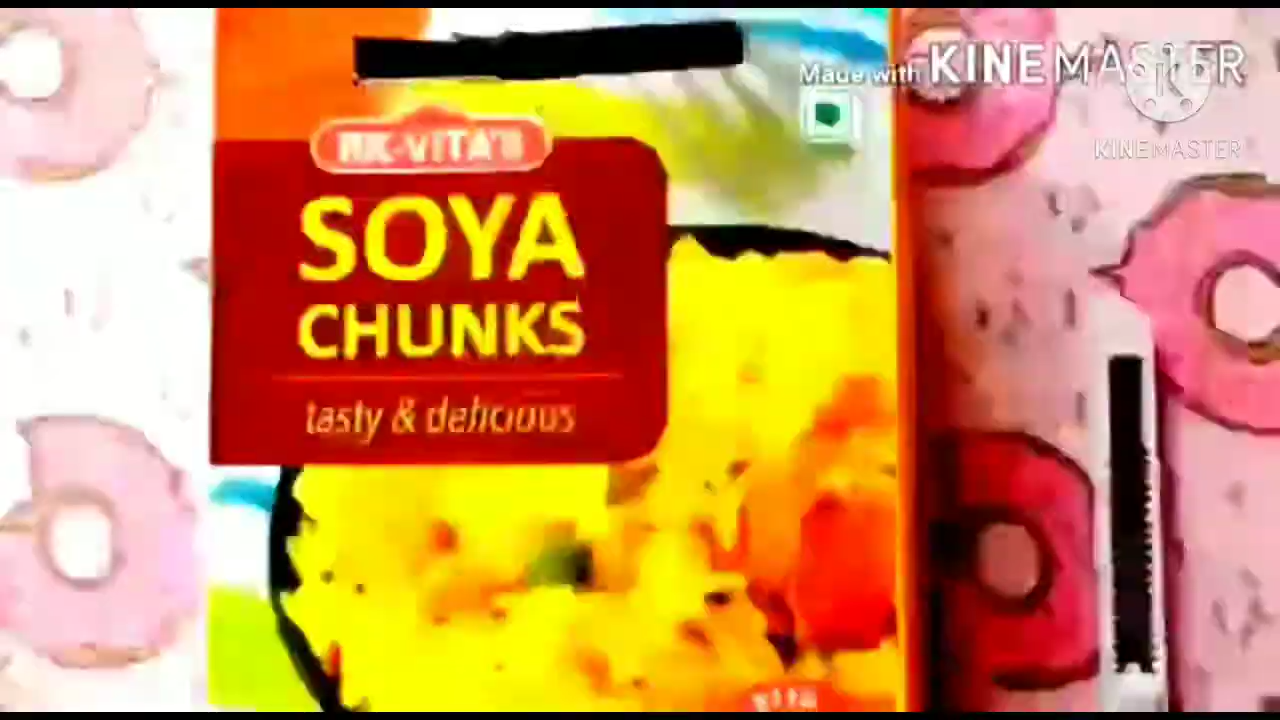 Made with KINEMASTER
KINEMASTER
SOYA
CHUNKS
tasty & delicious